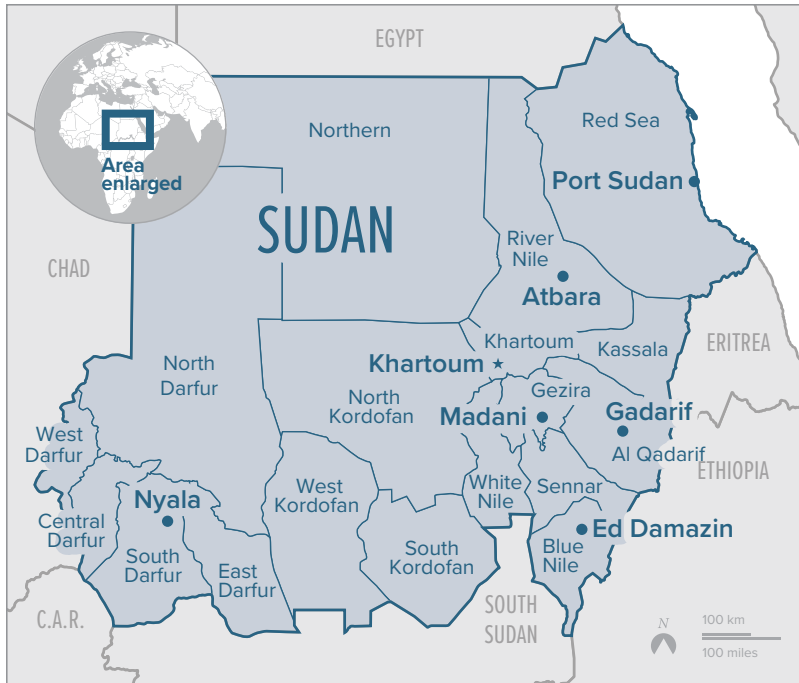 EGYPT
Area
enlarged
Northern
Red Sea
Port Sudan
SUDAN
River
Nile
CHAD
Atbara
Khartoum
ERITREA
Kassala
Khartoum
North
Darfur
Gezira
North
Kordofan
Madani
Gadarif
West
Darfur
Al Qadarif
ETHIOPIA
West
Kordofan
White
Nile
Sennar
Nyala
Central
Darfur
Ed Damazin
South
Darfur
South
Kordofan
Blue
Nile
East
Darfur
C.A.R.
SOUTH
SUDAN
N
100 km
100 miles